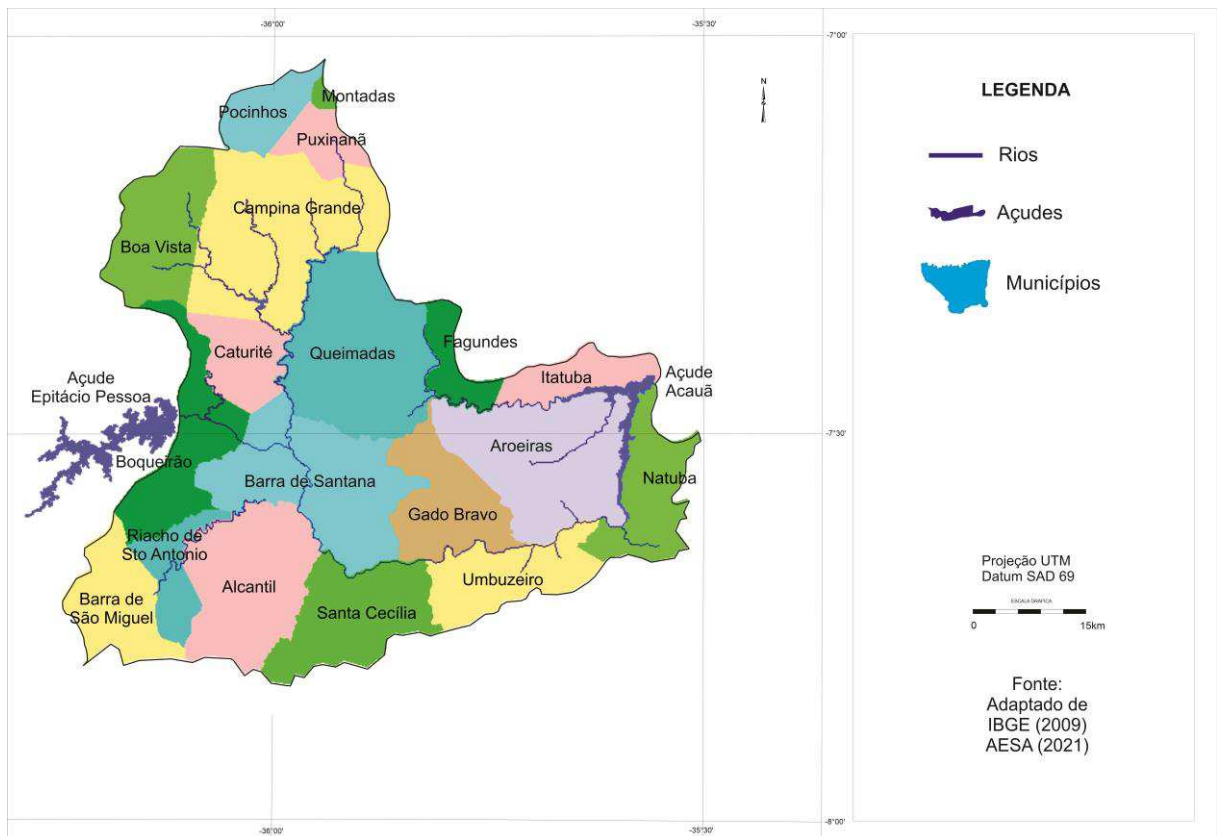 -36°00'
-35°30'
-7°00'
Montadas
Pocinhos
Puxinanã
Campina Grande
Boa Vista
Fagundes
Caturité
Queimadas
Itatuba
Açude
Acauã
Açude
Epitácio Pessoa
-7°30'
Aroeiras
Boqueirão
Barra de Santana
Natuba
Gado Bravo
Riacho de
Sto Antonio
Umbuzeiro
Alcantil
Barra de
São Miguel
Santa Cecília
-8°00'
-36°00'
-35°30'
N
LEGENDA
Rios
Açudes
Municípios
Projeção UTM
Datum SAD 69
ESCALA GRÁFICA
0 15km
Fonte:
Adaptado de
IBGE (2009)
AESA (2021)